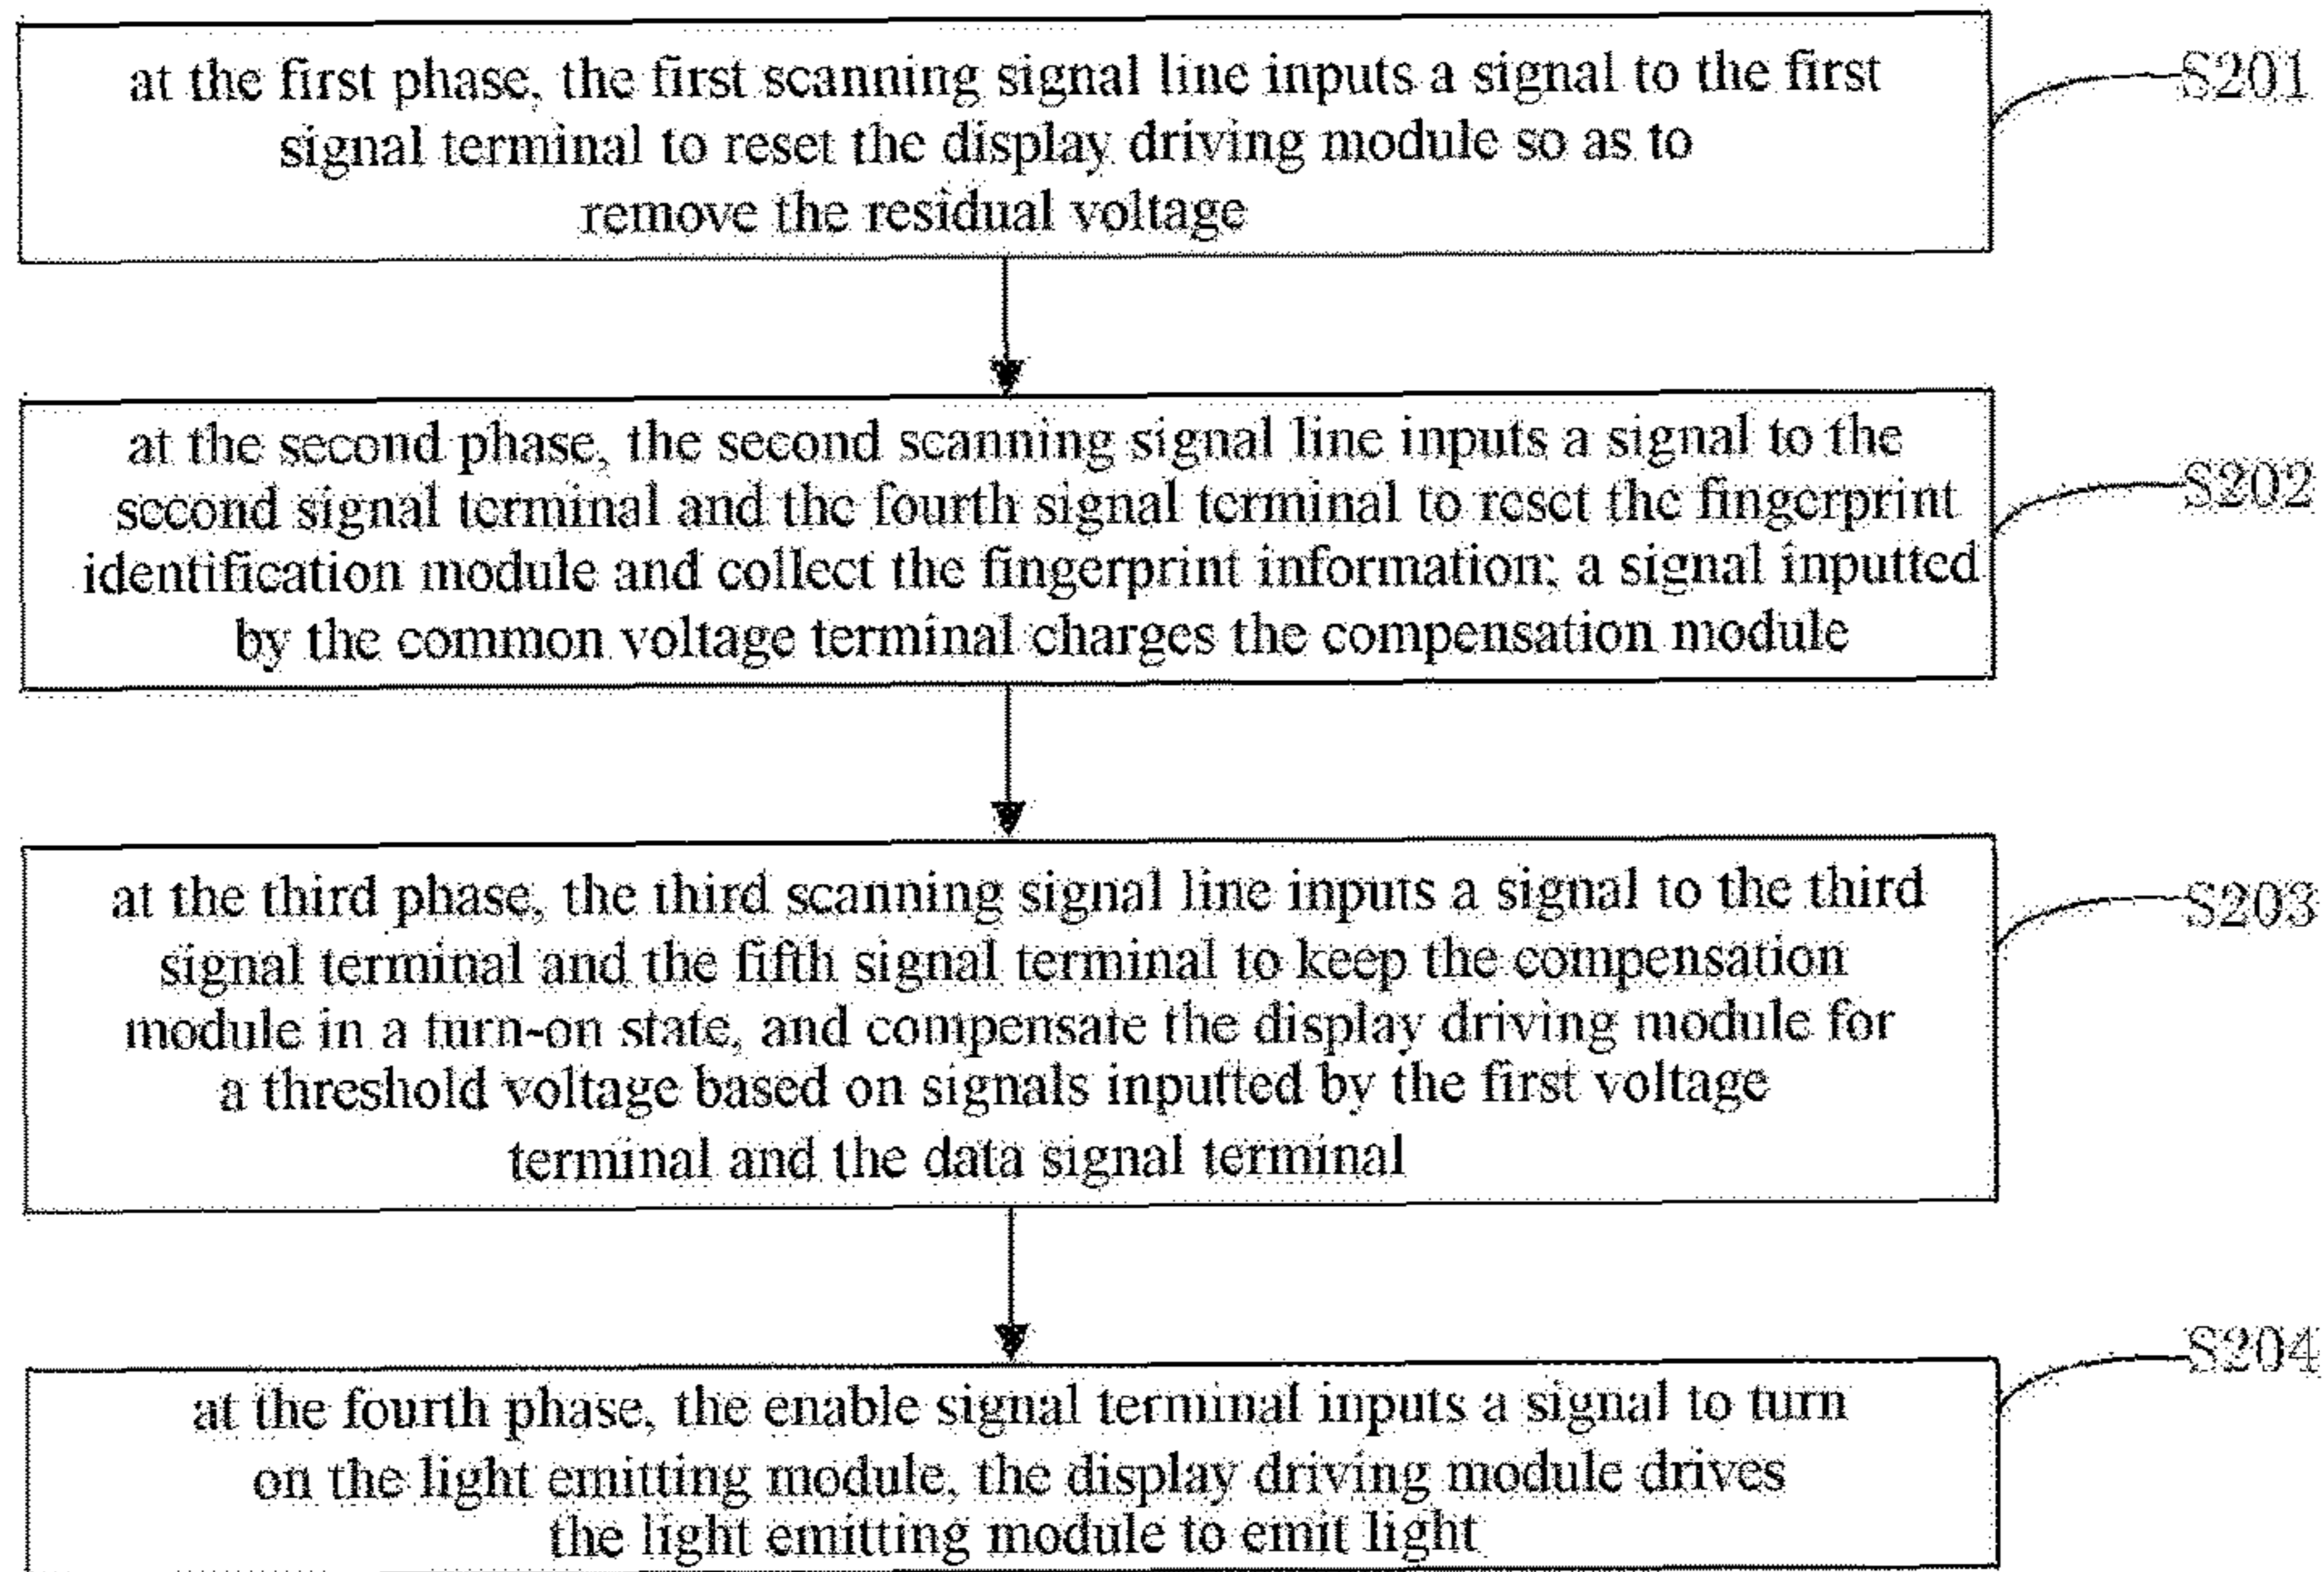 at the first phase, the first scanning signal line inputs a signal to the first
signal terminal to reset the display driving module so as to
remove the residual voltage
S201
at the second phase, the second scanning signal line inputs a signal to the
second signal terminal and the fourth signal terminal to reset the fingerprint
identification module and collect the fingerprint information; a signal inputted
by the common voltage terminal charges the compensation module
S202
at the third phase, the third scanning signal line inputs a signal to the third
signal terminal and the fifth signal terminal to keep the compensation
module in a turn-on state, and compensate the display driving module for
a threshold voltage based on signals inputted by the first voltage
terminal and the data signal terminal
S203
at the fourth phase, the enable signal terminal inputs a signal to turn
on the light emitting module, the display driving module drives
the light emitting module to emit light
S204